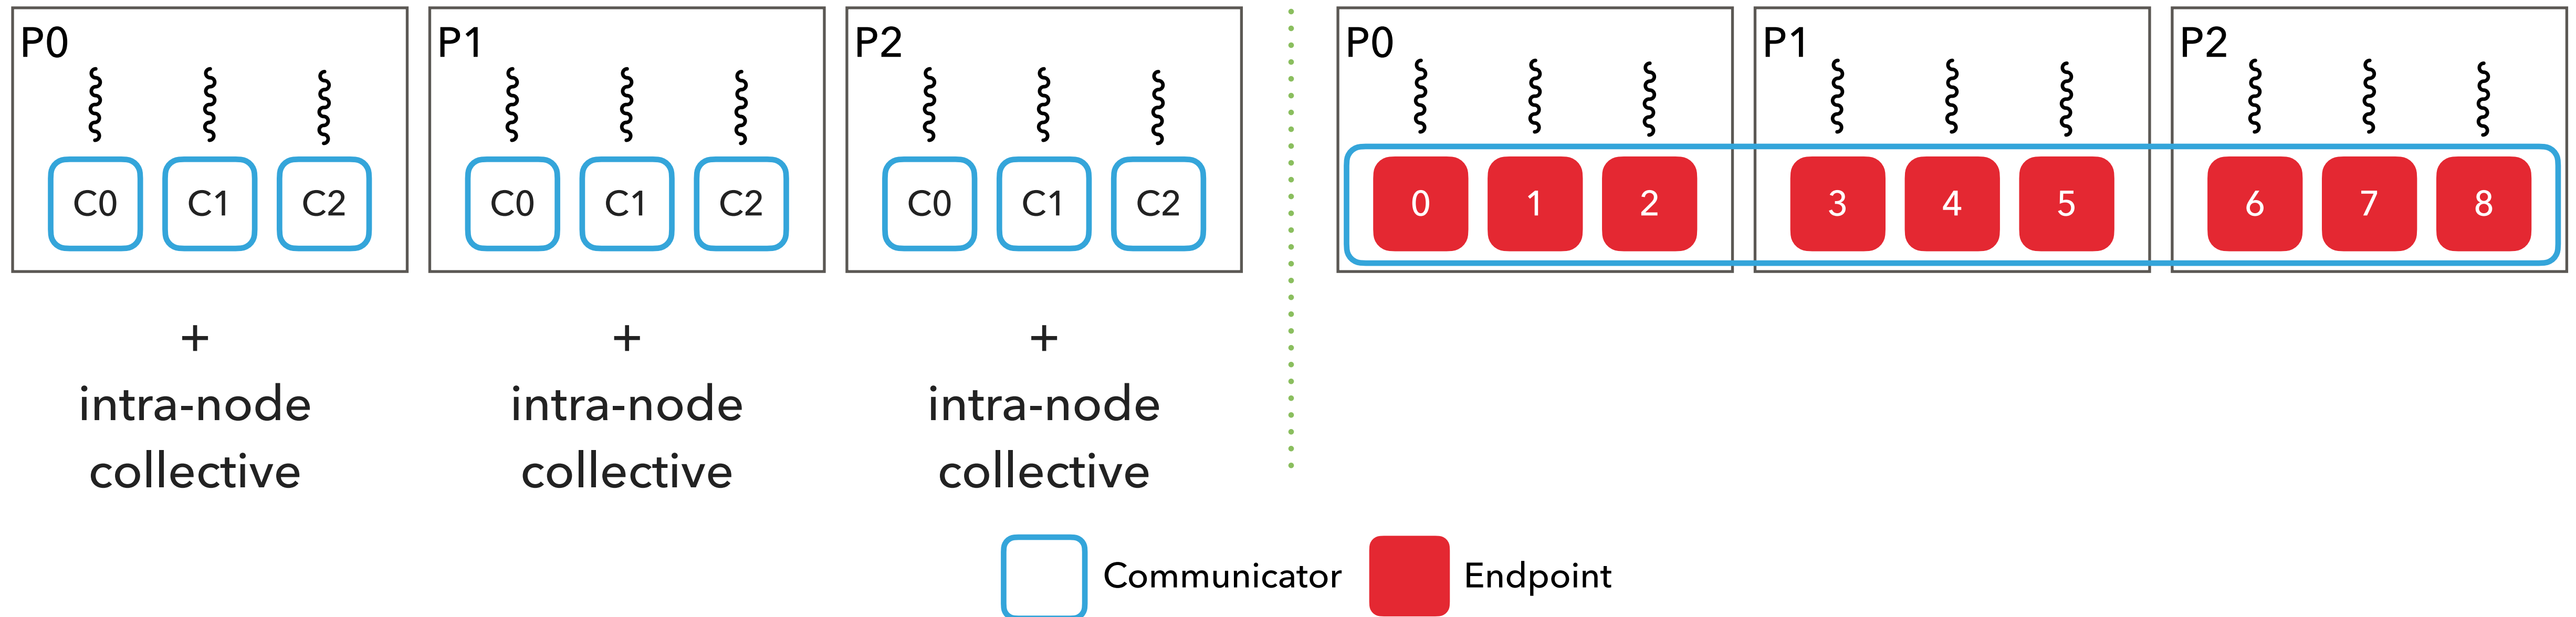 P0 P1 P2 P0 P1 P2
C0 C1 C2 C0 C1 C2 C0 C1 C2 0 1 2 3 4 5 6 7 8
+ + +
intra-node intra-node intra-node
collective collective collective
Communicator Endpoint